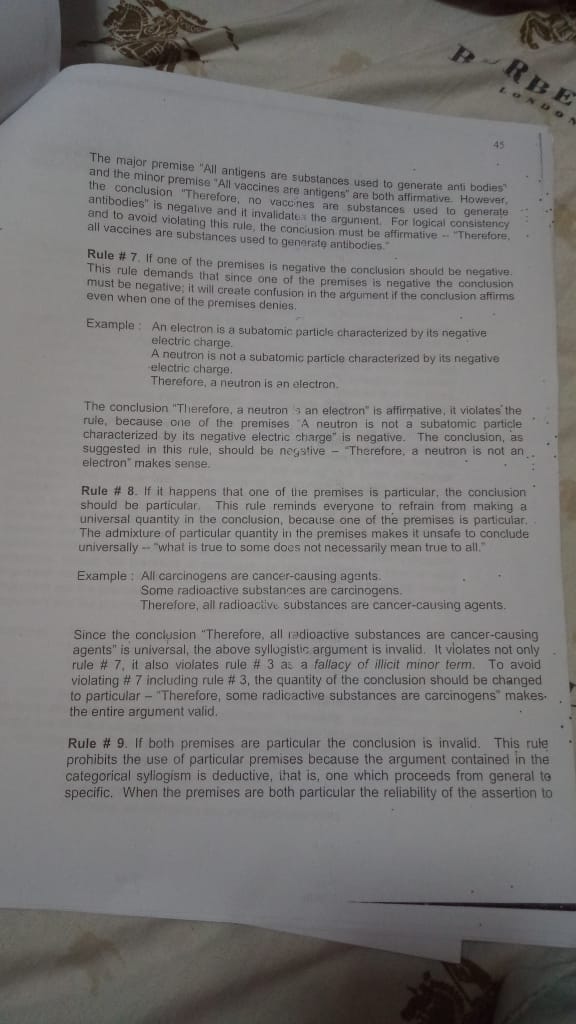 B RBE
LONDON
45
The major premise "All antigens are substances used to generate anti bodies"
and the minor premise "All vaccines are antigens" are both affirmative. However,
the conclusion "Therefore, no vaccines are substances used to generate
antibodies" is negative and it invalidates the argument. For logical consistency
and to avoid violating this rule, the conclusion must be affirmative -- "Therefore,
all vaccines are substances used to generate antibodies."
Rule # 7. If one of the premises is negative the conclusion should be negative.
This rule demands that since one of the premises is negative the conclusion
must be negative; it will create confusion in the argument if the conclusion affirms
even when one of the premises denies.
Example : An electron is a subatomic particle characterized by its negative
electric charge.
A neutron is not a subatomic particle characterized by its negative
electric charge.
Therefore, a neutron is an electron.
The conclusion "Therefore, a neutron is an electron" is affirmative, it violates the
rule, because one of the premises "A neutron is not a subatomic particle
characterized by its negative electric charge" is negative. The conclusion, as
suggested in this rule, should be negative – "Therefore, a neutron is not an
electron" makes sense.
Rule # 8. If it happens that one of the premises is particular, the conclusion
should be particular. This rule reminds everyone to refrain from making a
universal quantity in the conclusion, because one of the premises is particular.
The admixture of particular quantity in the premises makes it unsafe to conclude
universally -- "what is true to some does not necessarily mean true to all."
Example : All carcinogens are cancer-causing agents.
Some radioactive substances are carcinogens.
Therefore, all radioactive substances are cancer-causing agents.
Since the conclusion "Therefore, all radioactive substances are cancer-causing
agents" is universal, the above syllogistic argument is invalid. It violates not only
rule # 7, it also violates rule # 3 as a fallacy of illicit minor term. To avoid
violating # 7 including rule # 3, the quantity of the conclusion should be changed
to particular – "Therefore, some radioactive substances are carcinogens" makes
the entire argument valid.
Rule # 9. If both premises are particular the conclusion is invalid. This rule
prohibits the use of particular premises because the argument contained in the
categorical syllogism is deductive, that is, one which proceeds from general to
specific. When the premises are both particular the reliability of the assertion to